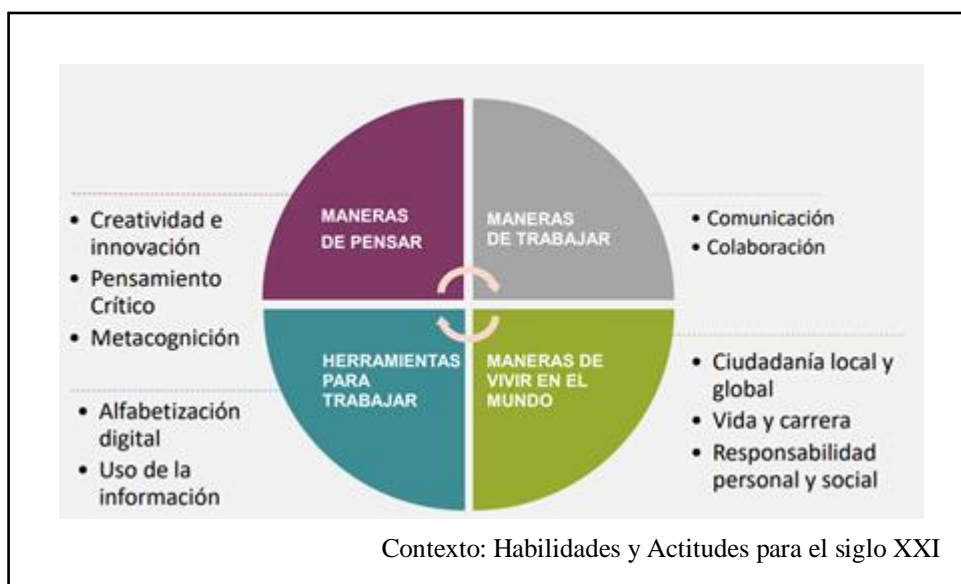 MANERAS
DE PENSAR
MANERAS
DE TRABAJAR
• Creatividad e
innovación
• Pensamiento
Crítico
• Metacognición
• Comunicación
• Colaboración
HERRAMIENTAS
PARA
TRABAJAR
MANERAS DE
VIVIR EN EL
MUNDO
• Alfabetización
digital
• Uso de la
información
• Ciudadanía local y
global
• Vida y carrera
• Responsabilidad
personal y social
Contexto: Habilidades y Actitudes para el siglo XXI